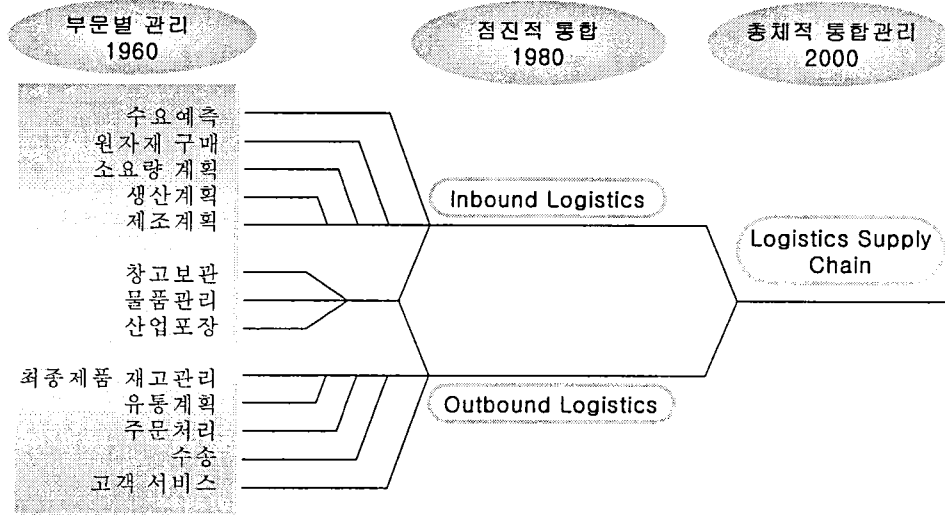 부문별 관리
1960
점진적 통합
1980
총체적 통합관리
2000
수요예측
원자재 구매
소요량 계획
생산계획
제조계획
창고보관
물품관리
산업포장
최종제품 재고관리
유통계획
주문처리
수송
고객 서비스
Inbound Logistics
Outbound Logistics
Logistics Supply
Chain